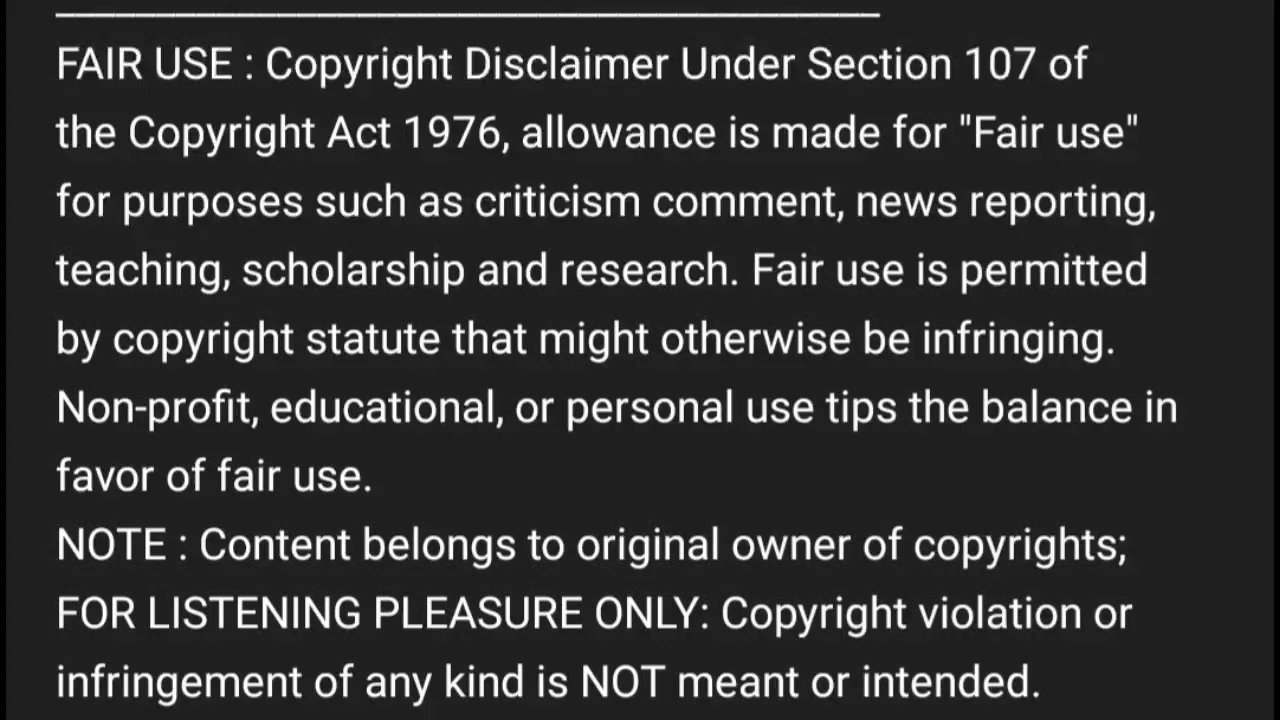 FAIR USE : Copyright Disclaimer Under Section 107 of
the Copyright Act 1976, allowance is made for "Fair use"
for purposes such as criticism comment, news reporting,
teaching, scholarship and research. Fair use is permitted
by copyright statute that might otherwise be infringing.
Non-profit, educational, or personal use tips the balance in
favor of fair use.
NOTE : Content belongs to original owner of copyrights;
FOR LISTENING PLEASURE ONLY: Copyright violation or
infringement of any kind is NOT meant or intended.